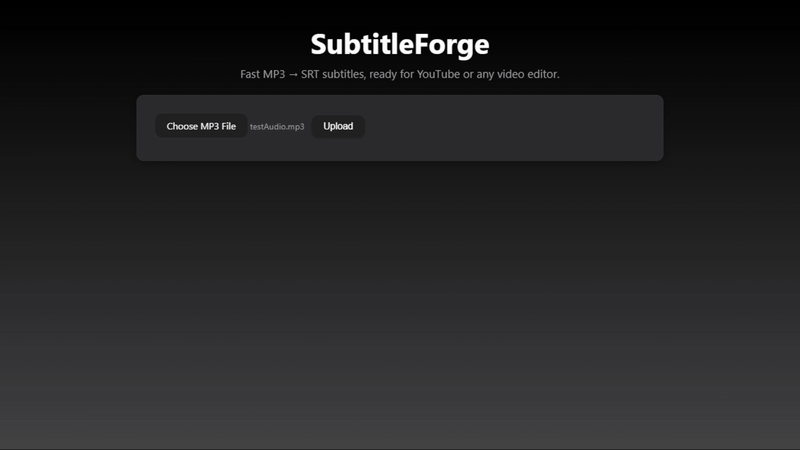 SubtitleForge
Fast MP3 → SRT subtitles, ready for YouTube or any video editor.
Choose MP3 File testAudio.mp3 Upload